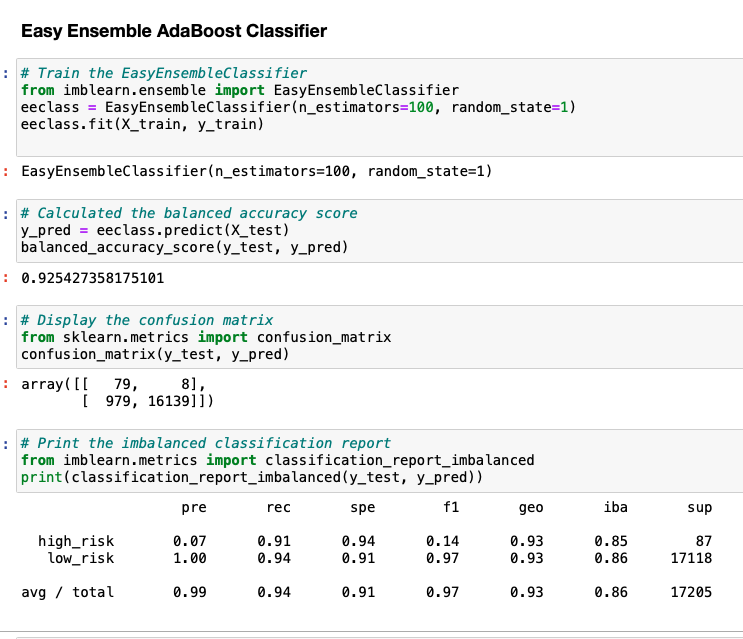 Easy Ensemble AdaBoost Classifier
: # Train the EasyEnsembleClassifier
from imblearn.ensemble import EasyEnsembleClassifier
eeclass = EasyEnsembleClassifier(n_estimators=100, random_state=1)
eeclass.fit(X_train, y_train)
: EasyEnsembleClassifier(n_estimators=100, random_state=1)
: # Calculated the balanced accuracy score
y_pred = eeclass.predict(X_test)
balanced_accuracy_score(y_test, y_pred)
: 0.925427358175101
: # Display the confusion matrix
from sklearn.metrics import confusion_matrix
confusion_matrix(y_test, y_pred)
: array([[   79,     8],
       [  979, 16139]])
: # Print the imbalanced classification report
from imblearn.metrics import classification_report_imbalanced
print(classification_report_imbalanced(y_test, y_pred))
pre rec spe f1 geo iba sup
high_risk 0.07 0.91 0.94 0.14 0.93 0.85 87
low_risk 1.00 0.94 0.91 0.97 0.93 0.86 17118
avg / total 0.99 0.94 0.91 0.97 0.93 0.86 17205